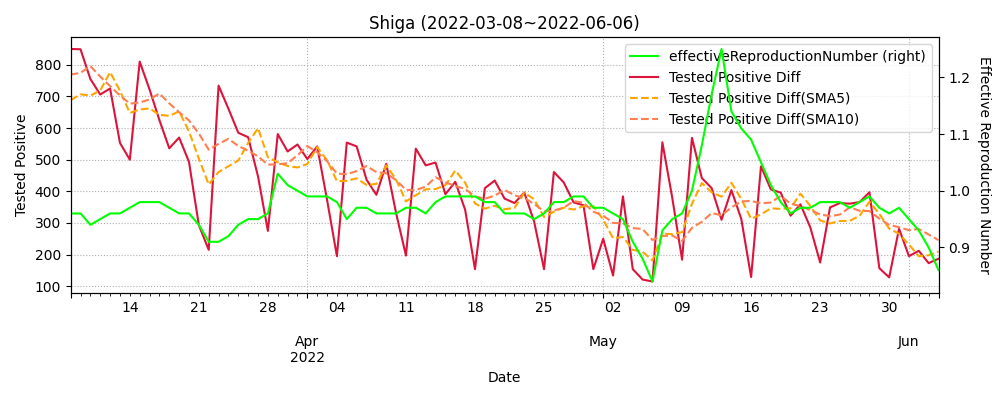 Shiga (2022-03-08~2022-06-06)
effectiveReproductionNumber (right)
Tested Positive Diff
Tested Positive Diff(SMA5)
Tested Positive Diff(SMA10)
Tested Positive
800
700
600
500
400
300
200
100
Effective Reproduction Number
1.2
1.1
1.0
0.9
14 21 28 04 11 18 25 02 09 16 23 30
Apr May Jun
2022
Date